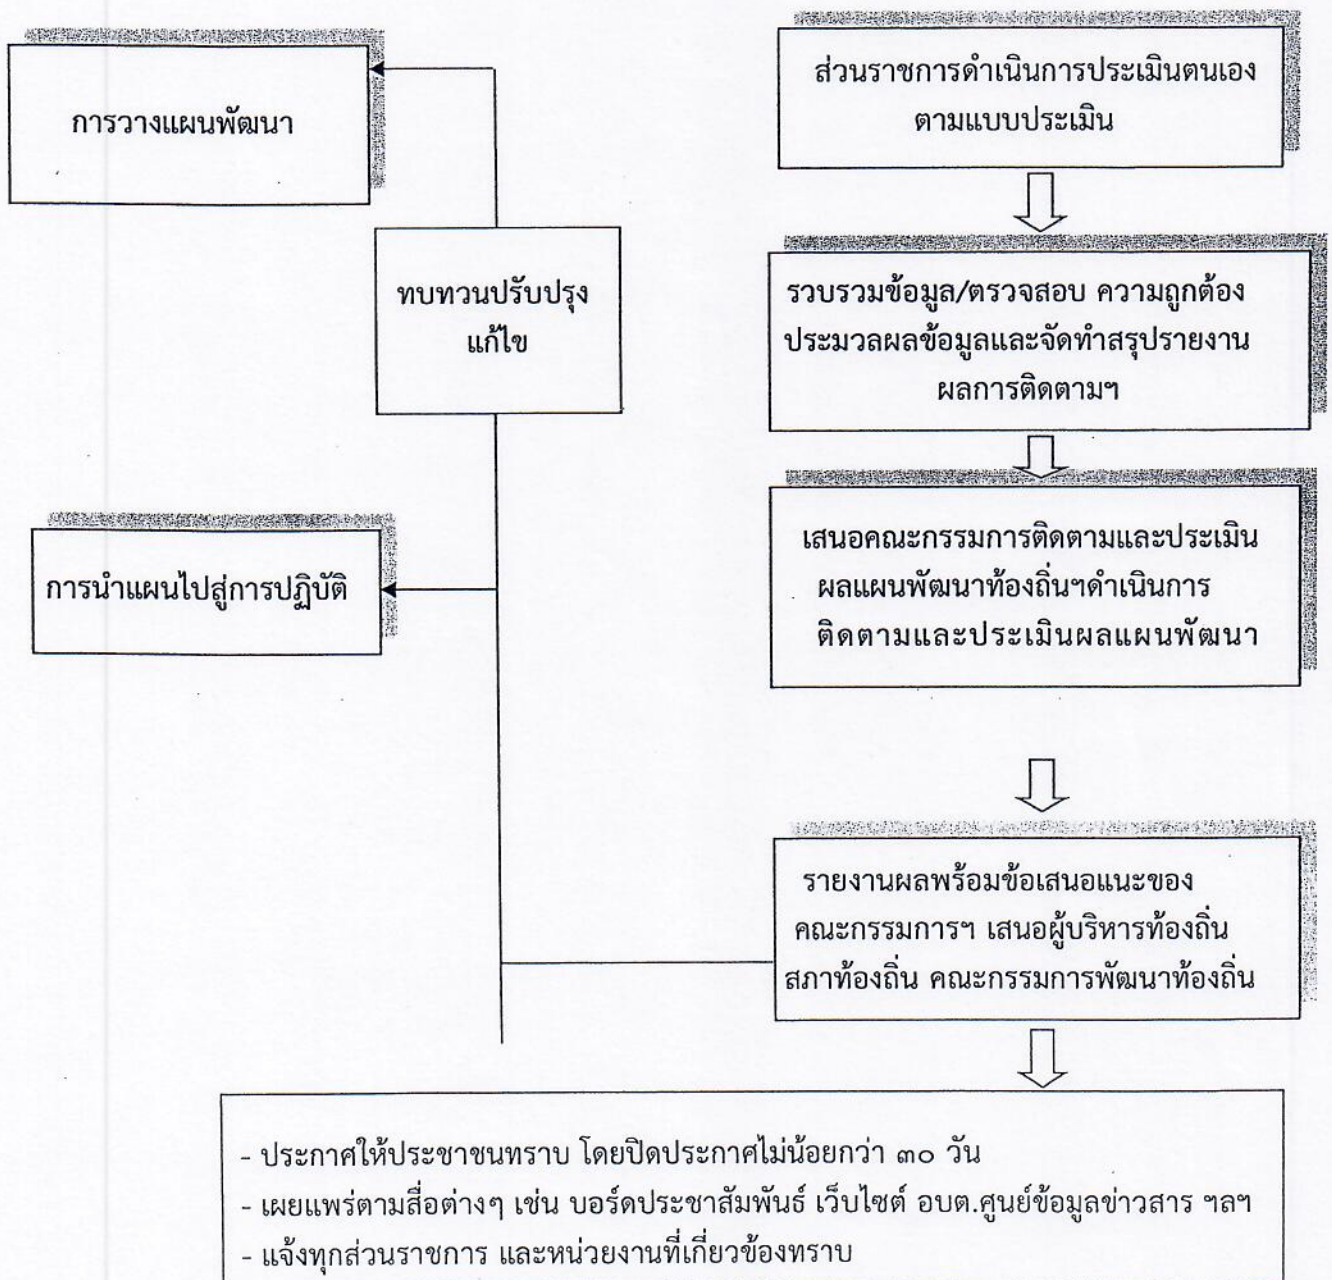 การวางแผนพัฒนา
ทบทวนปรับปรุง
แก้ไข
การนำแผนไปสู่การปฏิบัติ
ส่วนราชการดำเนินการประเมินตนเอง
ตามแบบประเมิน
รวบรวมข้อมูล/ตรวจสอบ ความถูกต้อง
ประมวลผลข้อมูลและจัดทำสรุปรายงาน
ผลการติดตามฯ
เสนอคณะกรรมการติดตามและประเมิน
ผลแผนพัฒนาท้องถิ่นฯดำเนินการ
ติดตามและประเมินผลแผนพัฒนา
รายงานผลพร้อมข้อเสนอแนะของ
คณะกรรมการฯ เสนอผู้บริหารท้องถิ่น
สภาท้องถิ่น คณะกรรมการพัฒนาท้องถิ่น
- ประกาศให้ประชาชนทราบ โดยปิดประกาศไม่น้อยกว่า ๓๐ วัน
- เผยแพร่ตามสื่อต่างๆ เช่น บอร์ดประชาสัมพันธ์ เว็บไซต์ อบต.ศูนย์ข้อมูลข่าวสาร ฯลฯ
- แจ้งทุกส่วนราชการ และหน่วยงานที่เกี่ยวข้องทราบ